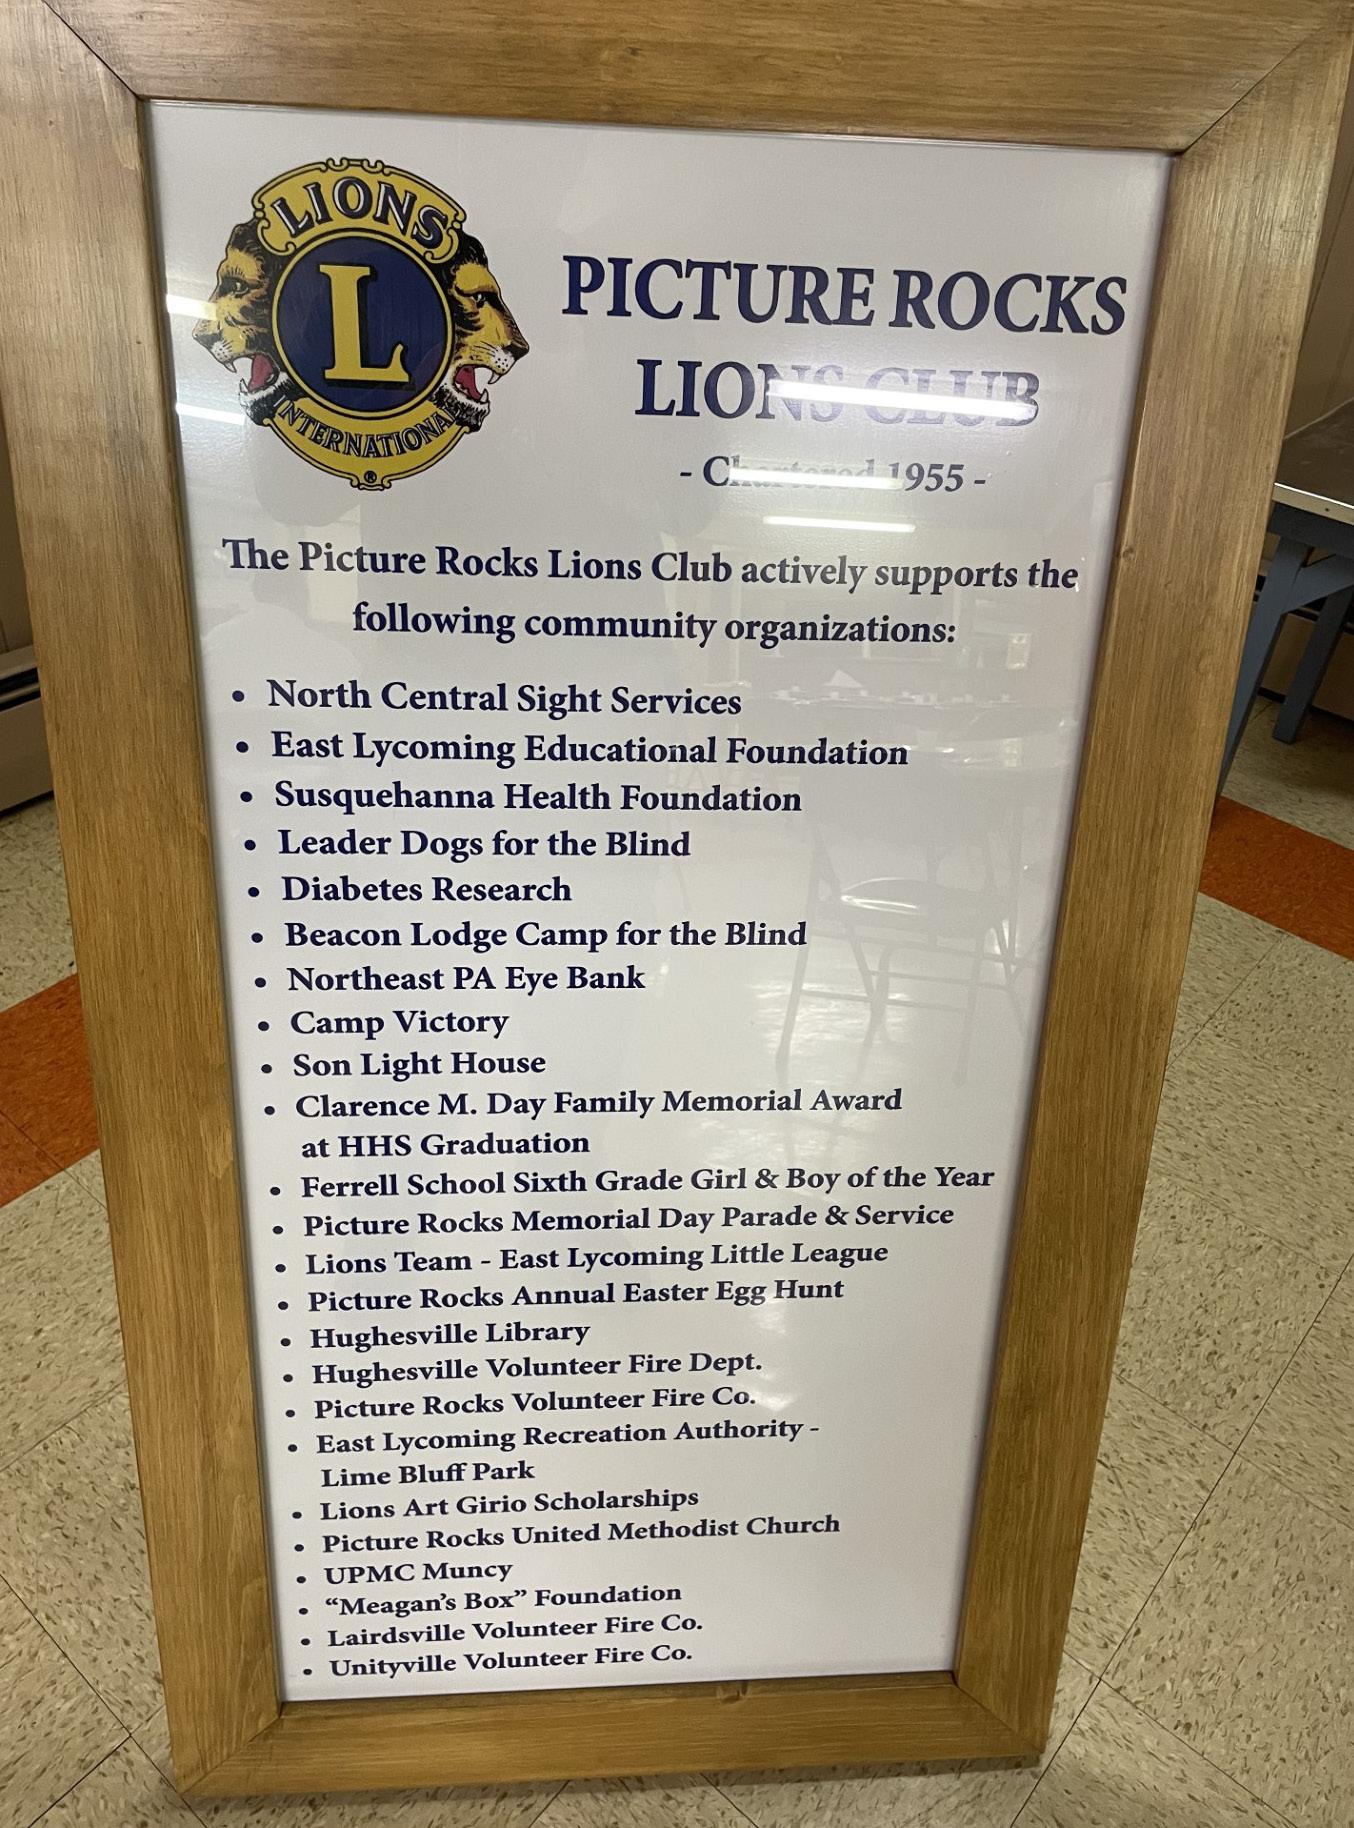 LIONS
L
INTERNATIONAL
®
PICTURE ROCKS
LIONS CLUB
- Chartered 1955 -
The Picture Rocks Lions Club actively supports the
following community organizations:
• North Central Sight Services
• East Lycoming Educational Foundation
• Susquehanna Health Foundation
• Leader Dogs for the Blind
• Diabetes Research
• Beacon Lodge Camp for the Blind
• Northeast PA Eye Bank
• Camp Victory
• Son Light House
• Clarence M. Day Family Memorial Award
at HHS Graduation
• Ferrell School Sixth Grade Girl & Boy of the Year
• Picture Rocks Memorial Day Parade & Service
• Lions Team - East Lycoming Little League
• Picture Rocks Annual Easter Egg Hunt
• Hughesville Library
• Hughesville Volunteer Fire Dept.
• Picture Rocks Volunteer Fire Co.
• East Lycoming Recreation Authority -
Lime Bluff Park
• Lions Art Girio Scholarships
• Picture Rocks United Methodist Church
• UPMC Muncy
• “Meagan’s Box” Foundation
• Lairdsville Volunteer Fire Co.
• Unityville Volunteer Fire Co.